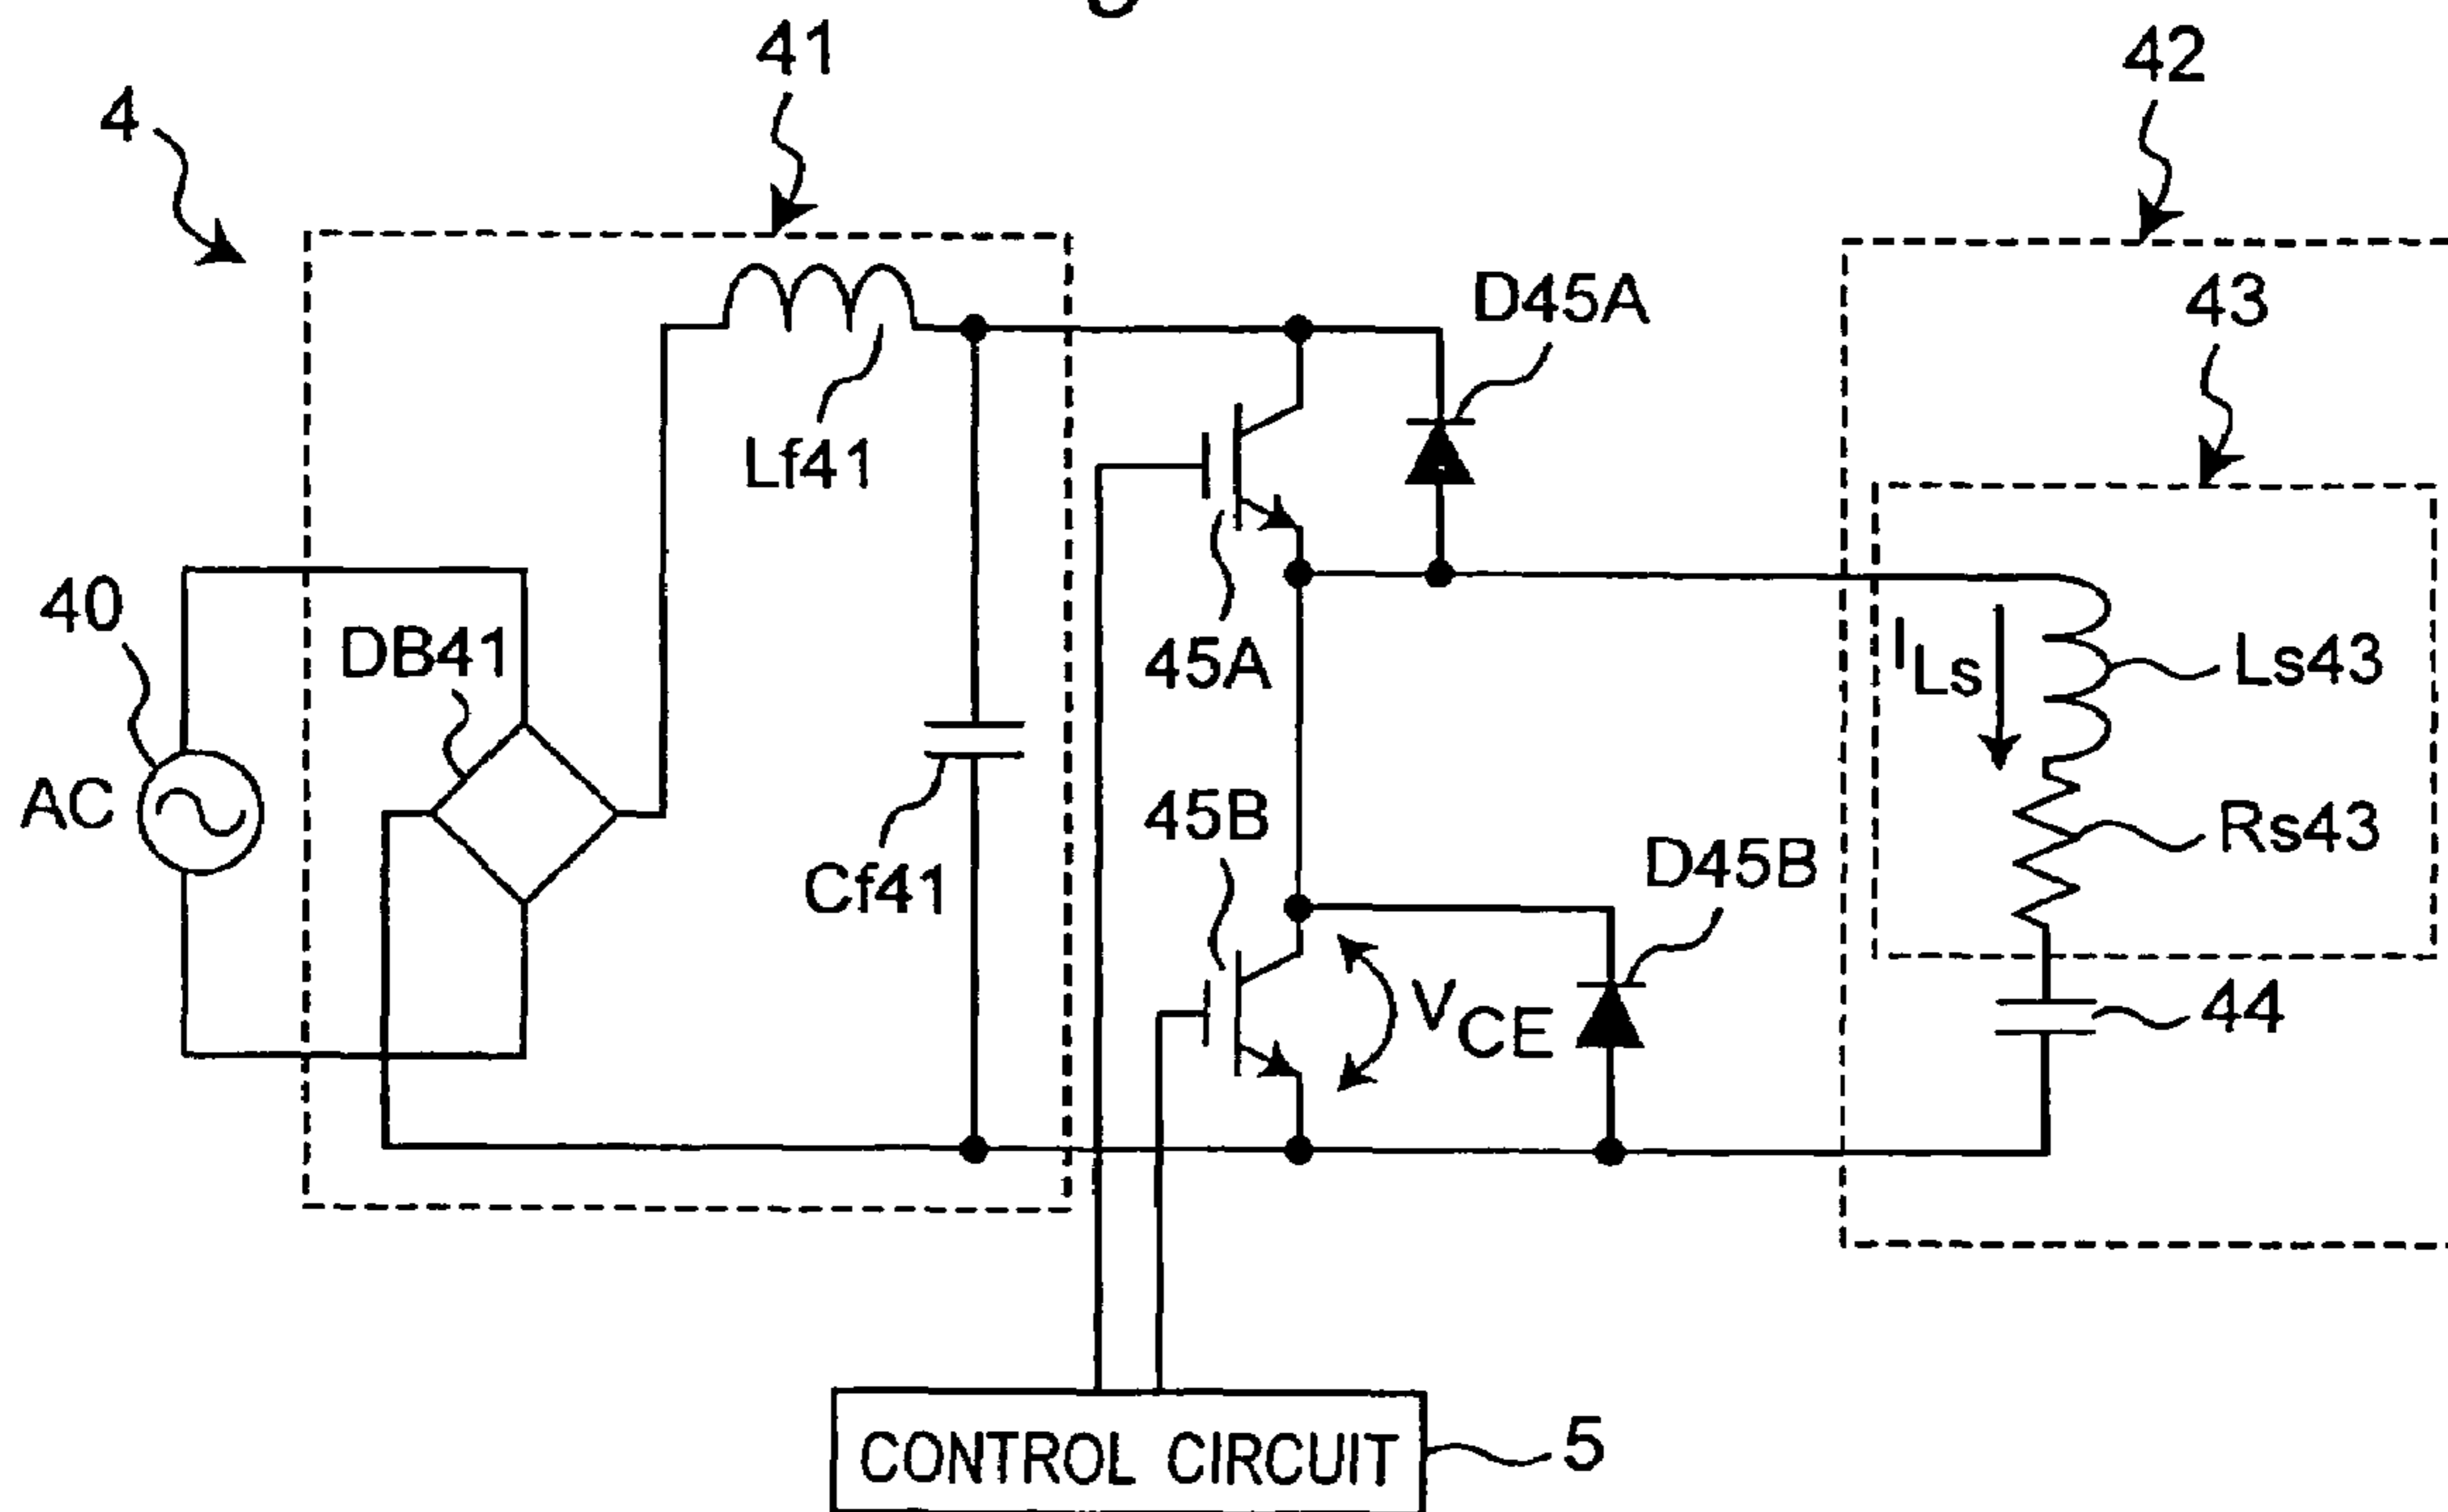 41
42
4
D45A
43
Lf41
40
DB41
45A
I Ls
Ls43
AC
45B
Rs43
Cf41
D45B
VCE
44
CONTROL CIRCUIT
5